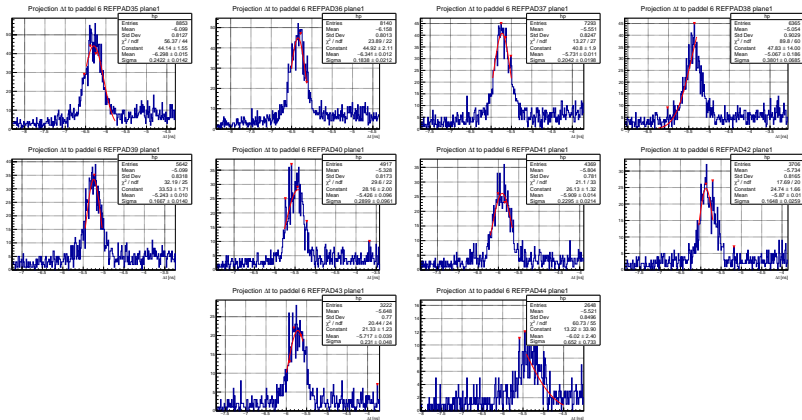 Projection Δt to paddel 6 REFPAD35 plane1
hp
Entries 8853
Mean -6.099
Std Dev 0.8127
χ² / ndf 56.37 / 44
Constant 44.14 ± 1.55
Mean -6.298 ± 0.015
Sigma 0.2422 ± 0.0142
Projection Δt to paddel 6 REFPAD36 plane1
hp
Entries 8140
Mean -6.158
Std Dev 0.8013
χ² / ndf 23.89 / 22
Constant 44.92 ± 2.11
Mean -6.341 ± 0.012
Sigma 0.1838 ± 0.0212
Projection Δt to paddel 6 REFPAD37 plane1
hp
Entries 7293
Mean -5.551
Std Dev 0.8247
χ² / ndf 13.27 / 27
Constant 40.8 ± 1.9
Mean -5.731 ± 0.011
Sigma 0.2042 ± 0.0198
Projection Δt to paddel 6 REFPAD38 plane1
hp
Entries 6365
Mean -5.054
Std Dev 0.9029
χ² / ndf 89.8 / 60
Constant 47.83 ± 14.00
Mean -5.067 ± 0.186
Sigma 0.3801 ± 0.0685
Projection Δt to paddel 6 REFPAD39 plane1
hp
Entries 5642
Mean -5.099
Std Dev 0.8318
χ² / ndf 32.19 / 25
Constant 33.53 ± 1.71
Mean -5.243 ± 0.015
Sigma 0.1667 ± 0.0140
Projection Δt to paddel 6 REFPAD40 plane1
hp
Entries 4917
Mean -5.328
Std Dev 0.8173
χ² / ndf 29.6 / 22
Constant 28.16 ± 2.00
Mean -5.426 ± 0.096
Sigma 0.2899 ± 0.0961
Projection Δt to paddel 6 REFPAD41 plane1
hp
Entries 4369
Mean -5.804
Std Dev 0.781
χ² / ndf 21.1 / 33
Constant 26.13 ± 1.32
Mean -5.909 ± 0.014
Sigma 0.2295 ± 0.0214
Projection Δt to paddel 6 REFPAD42 plane1
hp
Entries 3706
Mean -5.734
Std Dev 0.8165
χ² / ndf 17.69 / 20
Constant 24.74 ± 1.66
Mean -5.87 ± 0.01
Sigma 0.1648 ± 0.0259
Projection Δt to paddel 6 REFPAD43 plane1
hp
Entries 3222
Mean -5.648
Std Dev 0.77
χ² / ndf 20.44 / 24
Constant 21.33 ± 1.23
Mean -5.717 ± 0.039
Sigma 0.231 ± 0.048
Projection Δt to paddel 6 REFPAD44 plane1
hp
Entries 2648
Mean -5.521
Std Dev 0.8496
χ² / ndf 60.73 / 55
Constant 13.22 ± 33.90
Mean -6.02 ± 2.40
Sigma 0.652 ± 0.733